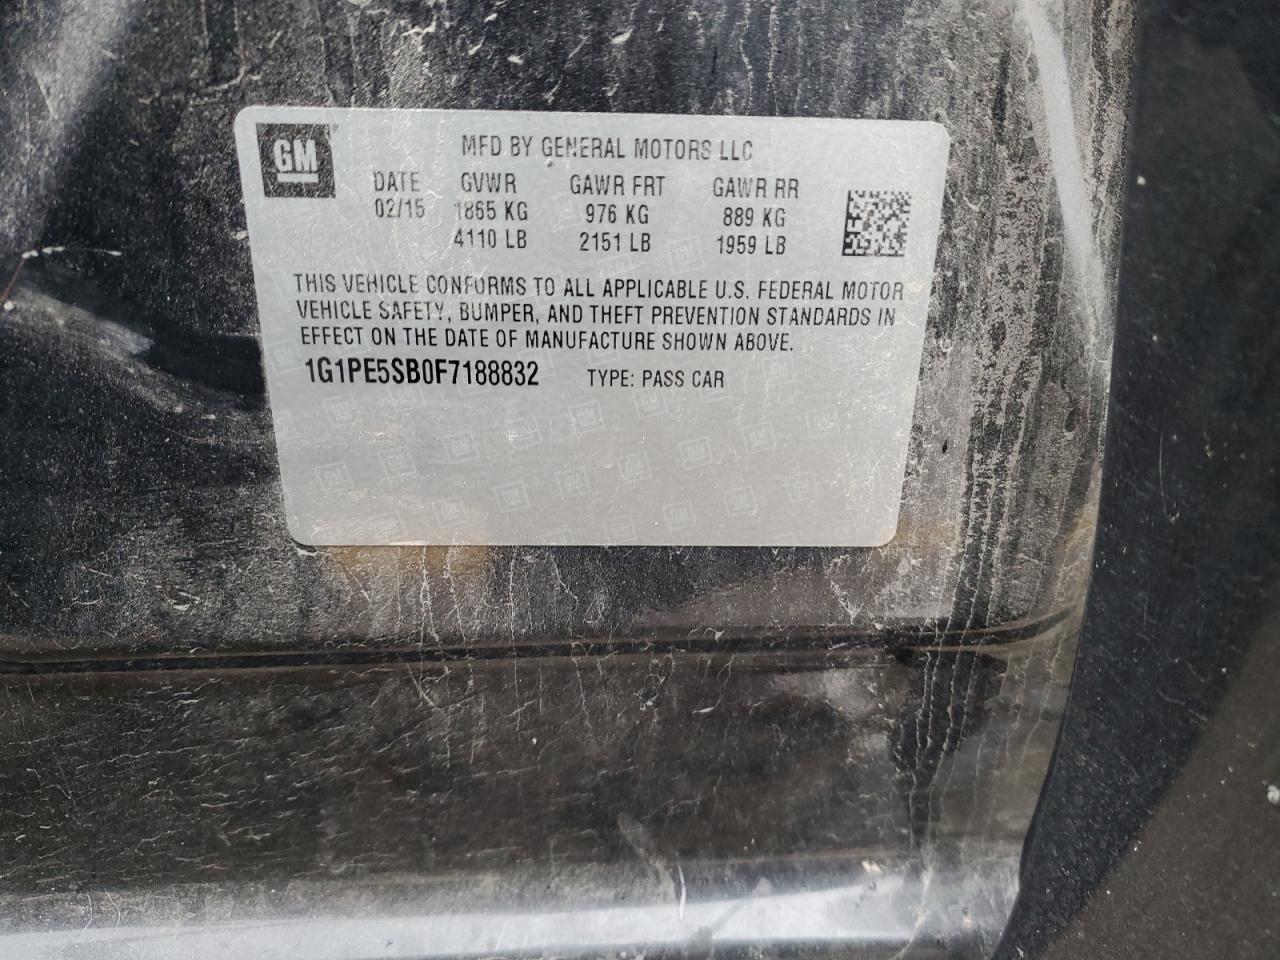 GM
MFD BY GENERAL MOTORS LLC
DATE GVWR GAWR FRT GAWR RR
02/15 1865 KG 976 KG 889 KG
4110 LB 2151 LB 1959 LB
THIS VEHICLE CONFORMS TO ALL APPLICABLE U.S. FEDERAL MOTOR
VEHICLE SAFETY, BUMPER, AND THEFT PREVENTION STANDARDS IN
EFFECT ON THE DATE OF MANUFACTURE SHOWN ABOVE.
1G1PE5SB0F7188832 TYPE: PASS CAR